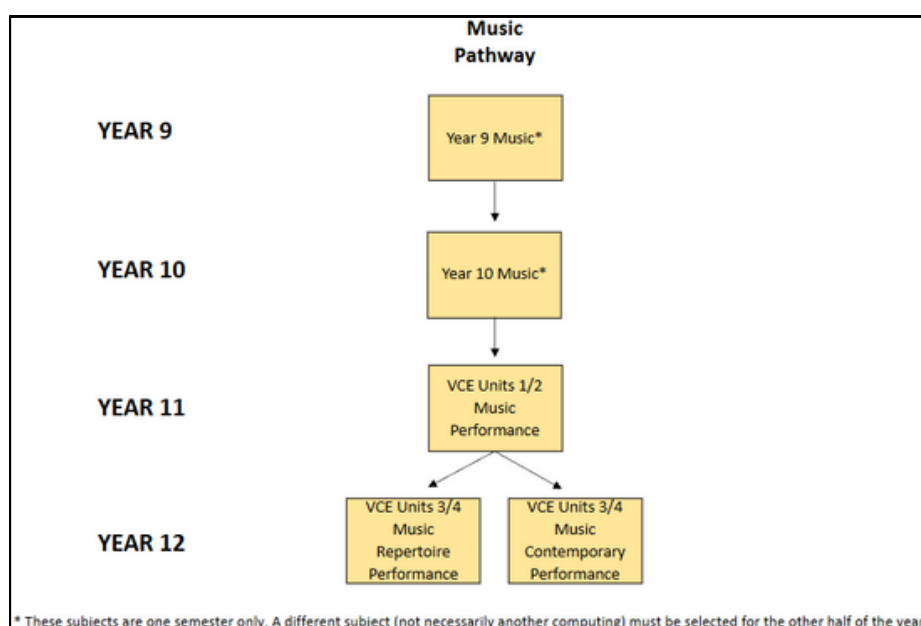 Music
Pathway
YEAR 9
Year 9 Music*
YEAR 10
Year 10 Music*
YEAR 11
VCE Units 1/2
Music
Performance
YEAR 12
VCE Units 3/4
Music
Repertoire
Performance
VCE Units 3/4
Music
Contemporary
Performance
* These subjects are one semester only. A different subject (not necessarily another computing) must be selected for the other half of the year